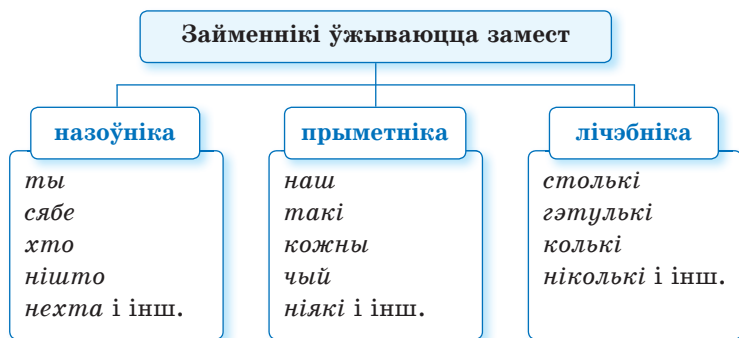 Займеннікі ўжываюцца замест
назоўніка
ты
сябе
хто
нішто
нехта і інш.
прыметніка
наш
такі
кожны
чый
ніякі і інш.
лічэбніка
столькі
гэтулькі
колькі
ніколькі і інш.